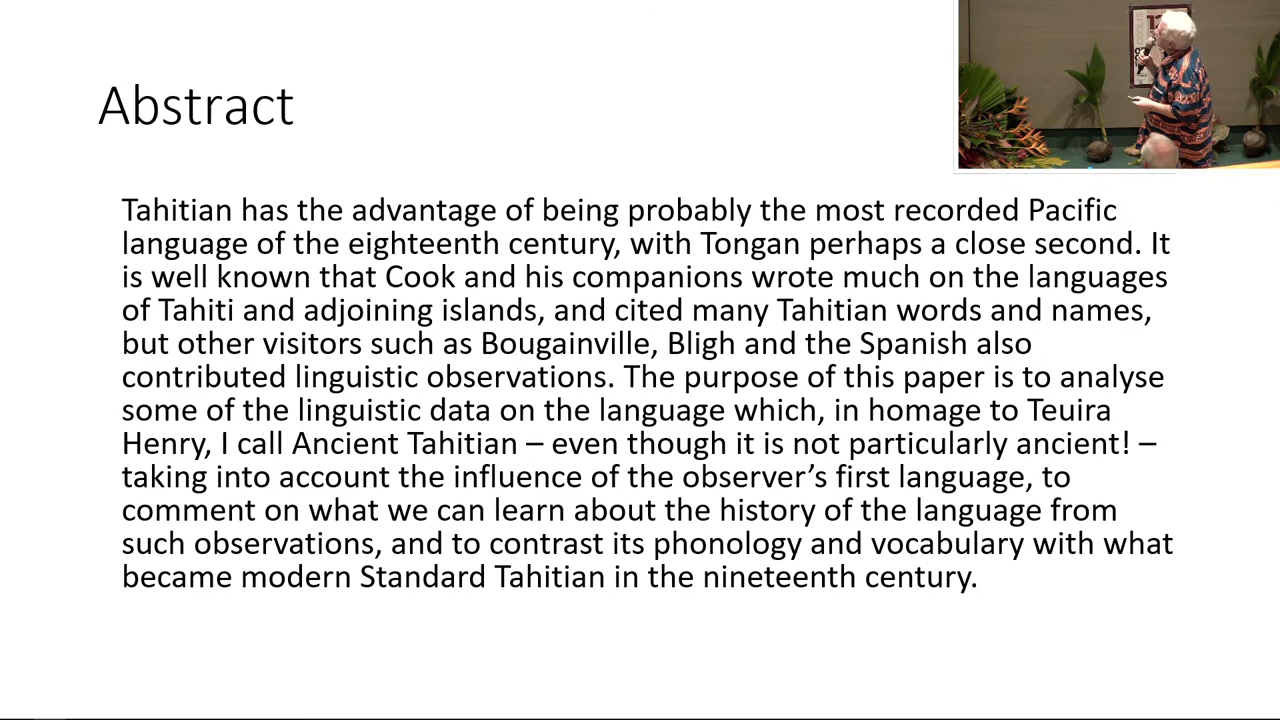 Abstract
Tahitian has the advantage of being probably the most recorded Pacific
language of the eighteenth century, with Tongan perhaps a close second. It
is well known that Cook and his companions wrote much on the languages
of Tahiti and adjoining islands, and cited many Tahitian words and names,
but other visitors such as Bougainville, Bligh and the Spanish also
contributed linguistic observations. The purpose of this paper is to analyse
some of the linguistic data on the language which, in homage to Teuira
Henry, I call Ancient Tahitian – even though it is not particularly ancient! –
taking into account the influence of the observer’s first language, to
comment on what we can learn about the history of the language from
such observations, and to contrast its phonology and vocabulary with what
became modern Standard Tahitian in the nineteenth century.